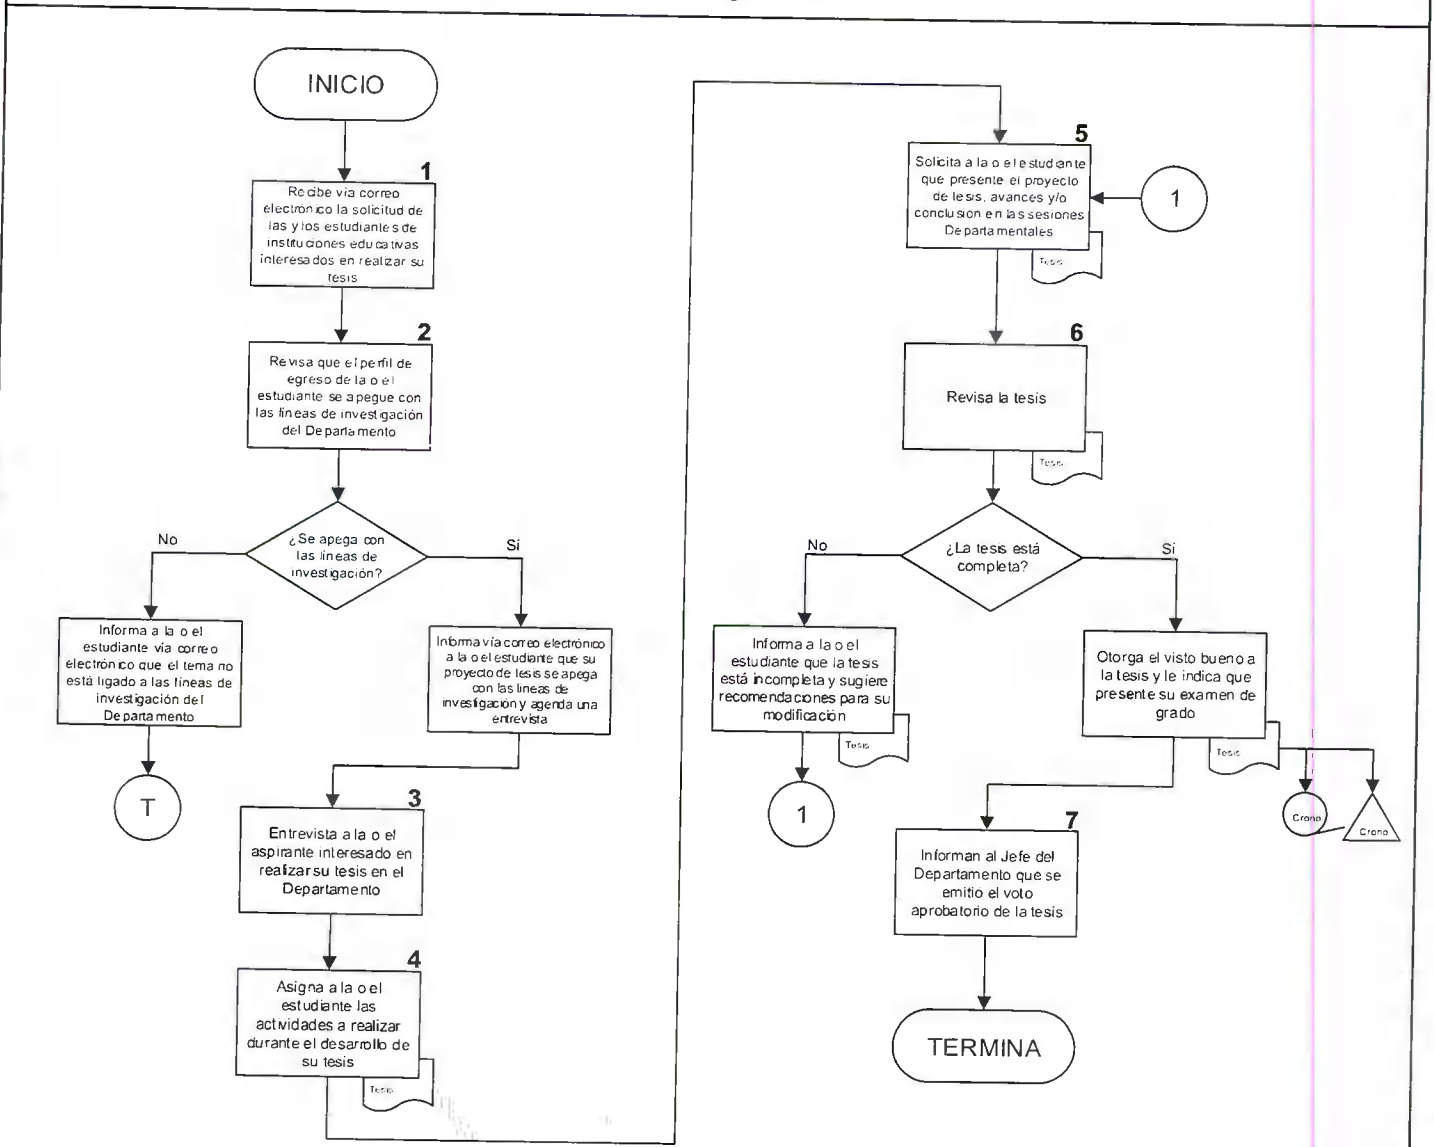 INICIO
1
Recibe vía correo
electrónico la solicitud de
las y los estudiantes de
instituciones educativas
interesados en realizar su
tesis
2
Revisa que el perfil de
egreso de la o el
estudiante se apegue con
las líneas de investigación
del Departamento
¿Se apega con
las líneas de
investigación?
No
Si
Informa a la o el
estudiante vía correo
electrónico que el tema no
está ligado a las líneas de
investigación del
Departamento
T
Informa vía correo electrónico
a la o el estudiante que su
proyecto de tesis se apega
con las líneas de
investigación y agenda una
entrevista
3
Entrevista a la o el
aspirante interesado en
realizar su tesis en el
Departamento
4
Asigna a la o el
estudiante las
actividades a realizar
durante el desarrollo de
su tesis
Tesis
5
Solicita a la o el estudiante
que presente el proyecto
de tesis, avances y/o
conclusion en las sesiones
Departamentales
Tesis
1
6
Revisa la tesis
Tesis
¿La tesis está
completa?
No
Si
Informa a la o el
estudiante que la tesis
está incompleta y sugiere
recomendaciones para su
modificación
Tesis
1
Otorga el visto bueno a
la tesis y le indica que
presente su examen de
grado
Tesis
Crono
Crono
7
Informan al Jefe del
Departamento que se
emitio el voto
aprobatorio de la tesis
TERMINA